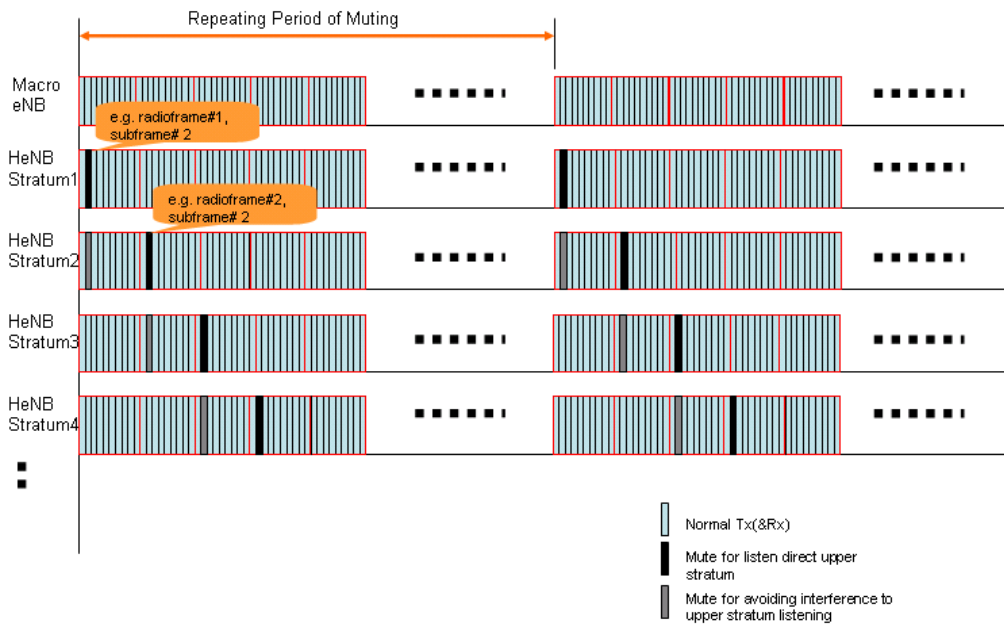 Repeating Period of Muting
Macro
eNB
e.g. radioframe#1,
subframe# 2
HeNB
Stratum1
e.g. radioframe#2,
subframe# 2
HeNB
Stratum2
HeNB
Stratum3
HeNB
Stratum4
Normal Tx(&Rx)
Mute for listen direct upper
stratum
Mute for avoiding interference to
upper stratum listening